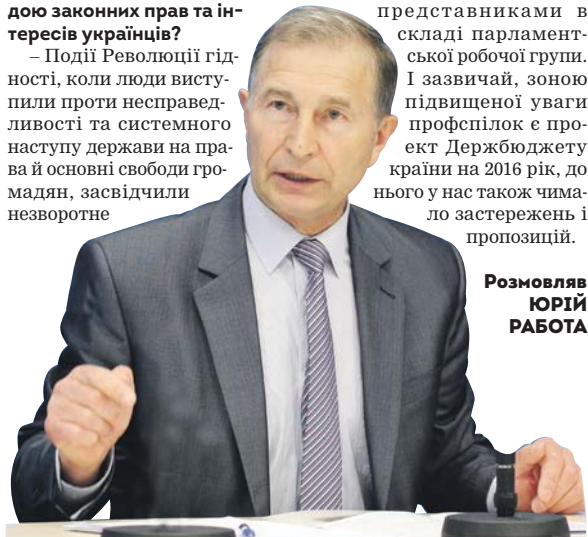 дою законних прав та ін-
тересів українців?
– Події Революції гід-
ності, коли люди висту-
пили проти несправед-
ливості та системного
наступу держави на пра-
ва й основні свободи гро-
мадян, засвідчили
незворотне
представниками в
складі парламент-
ської робочої групи.
І зазвичай, зоною
підвищеної уваги
профспілок є про-
ект Держбюджету
країни на 2016 рік, до
нього у нас також чима-
ло застережень і
пропозицій.
Розмовляв
ЮРІЙ
РАБОТА